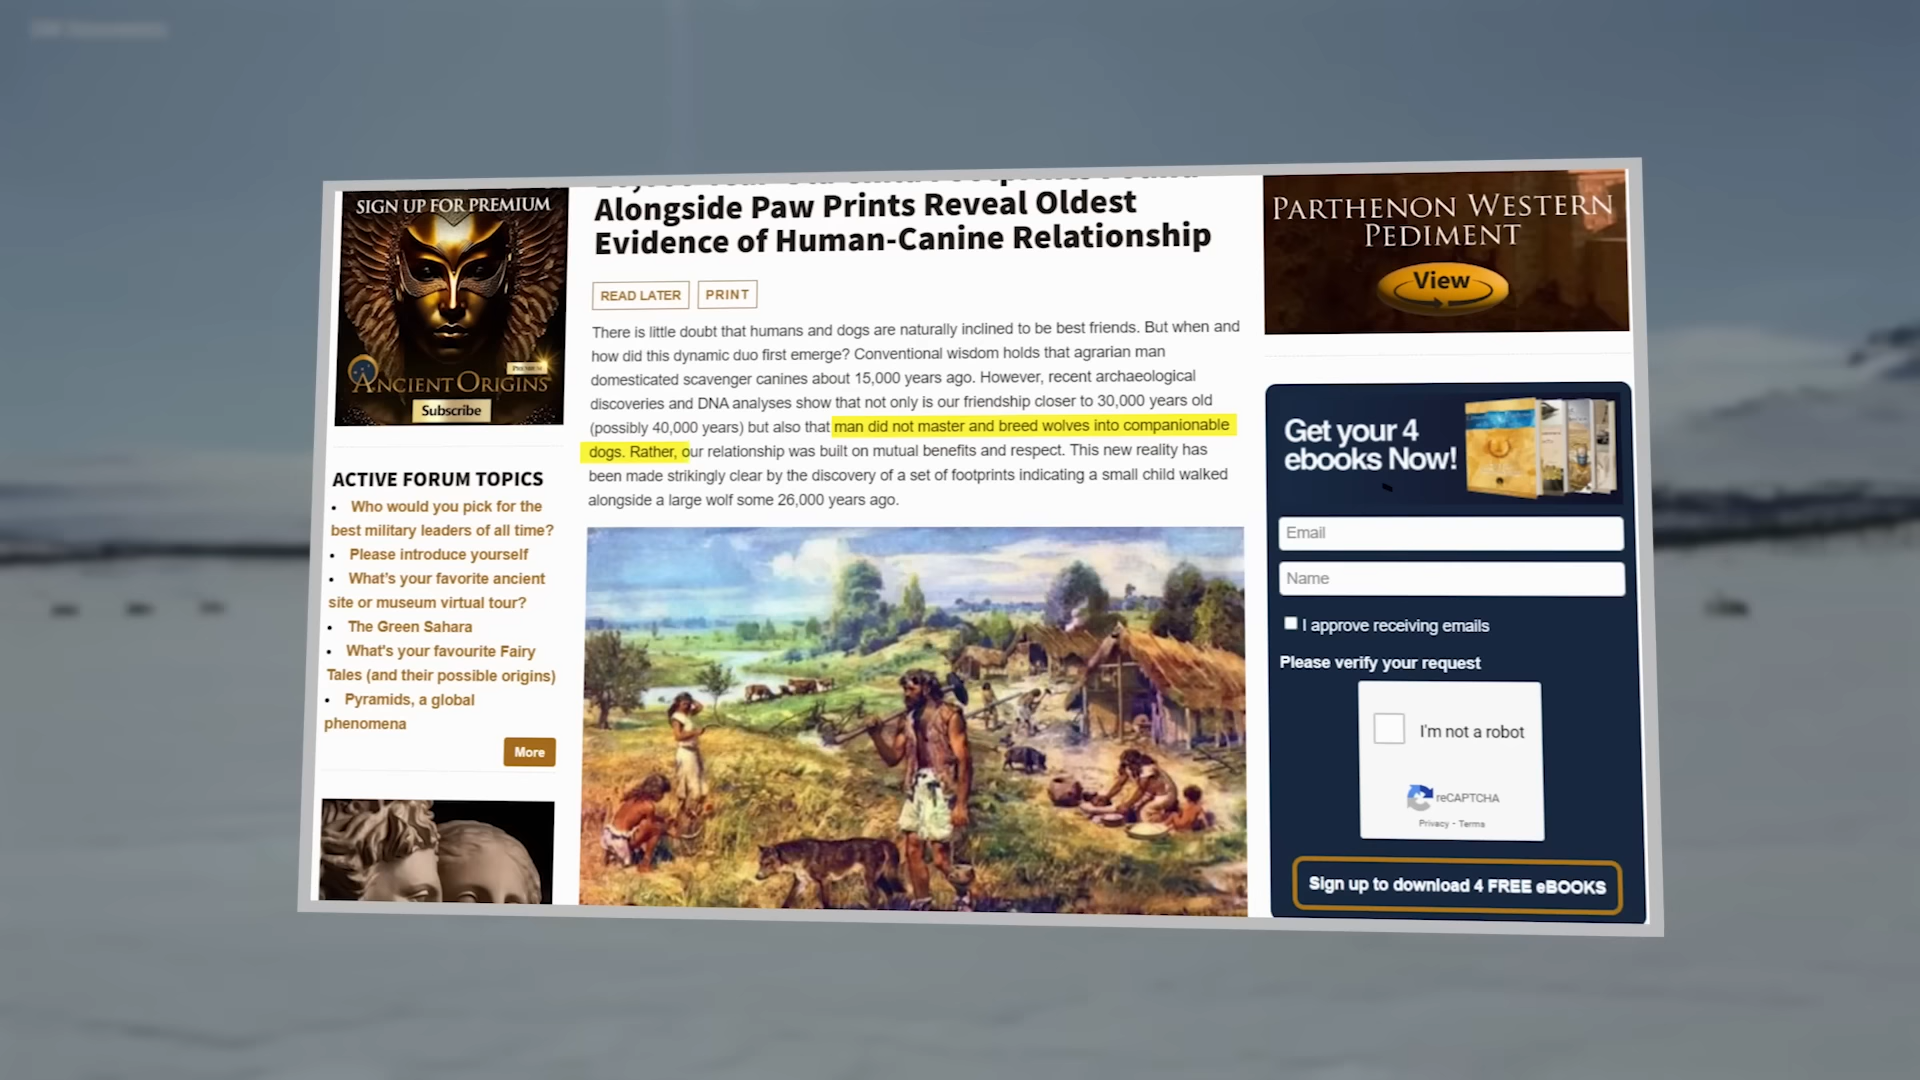 SIGN UP FOR PREMIUM
ANCIENT ORIGINS
Subscribe
ACTIVE FORUM TOPICS
• Who would you pick for the
best military leaders of all time?
• Please introduce yourself
• What's your favorite ancient
site or museum virtual tour?
• The Green Sahara
• What's your favourite Fairy
Tales (and their possible origins)
• Pyramids, a global
phenomena
More
Alongside Paw Prints Reveal Oldest
Evidence of Human-Canine Relationship
READ LATER PRINT
There is little doubt that humans and dogs are naturally inclined to be best friends. But when and
how did this dynamic duo first emerge? Conventional wisdom holds that agrarian man
domesticated scavenger canines about 15,000 years ago. However, recent archaeological
discoveries and DNA analyses show that not only is our friendship closer to 30,000 years old
(possibly 40,000 years) but also that man did not master and breed wolves into companionable
dogs. Rather, our relationship was built on mutual benefits and respect. This new reality has
been made strikingly clear by the discovery of a set of footprints indicating a small child walked
alongside a large wolf some 26,000 years ago.
PARTHENON WESTERN
PEDIMENT
View
Get your 4
ebooks Now!
Email
Name
I approve receiving emails
Please verify your request
I'm not a robot
reCAPTCHA
Privacy - Terms
Sign up to download 4 FREE eBOOKS